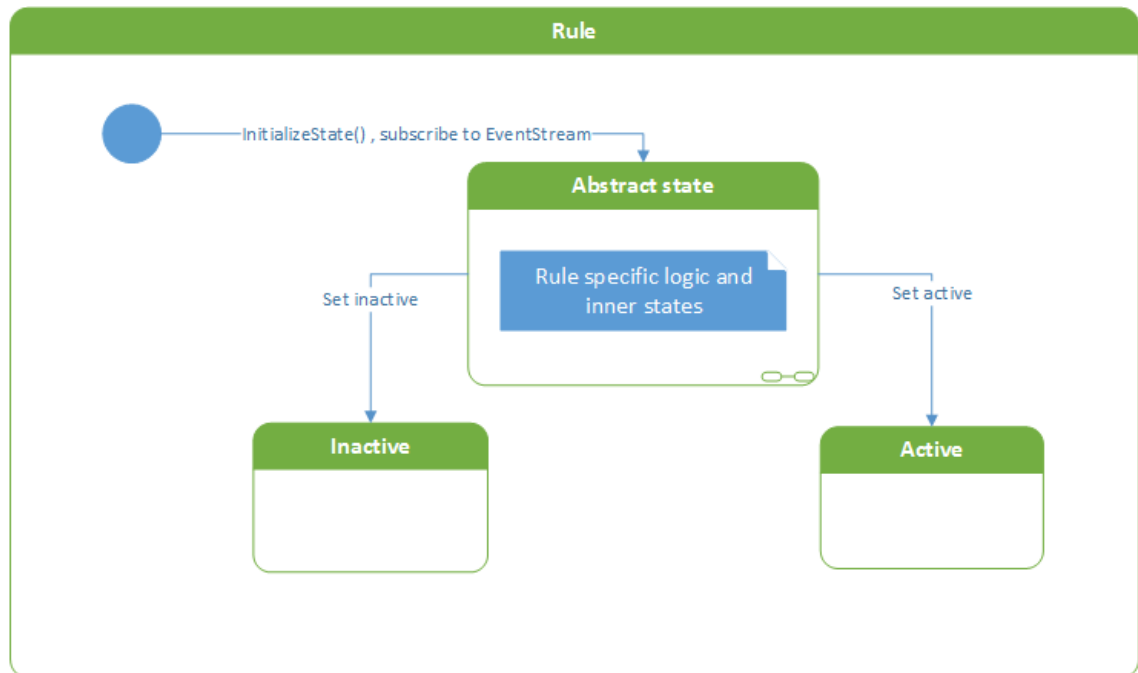 Rule
InitializeState() , subscribe to EventStream
Abstract state
Rule specific logic and
inner states
Set inactive
Set active
Inactive
Active